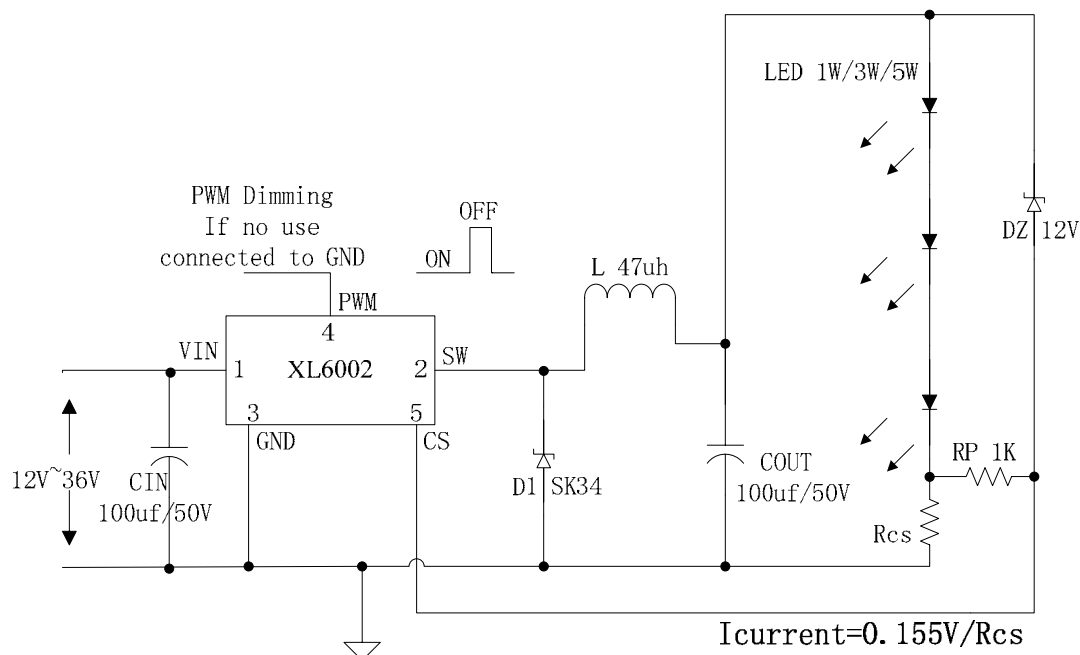 LED 1W/3W/5W
PWM Dimming
If no use
connected to GND
OFF
ON
DZ 12V
L 47uh
PWM
4
VIN
1
XL6002
2
SW
3
5
GND
CS
12V~36V
CIN
100uf/50V
D1 SK34
COUT
100uf/50V
RP 1K
Rcs
Icurrent=0.155V/Rcs